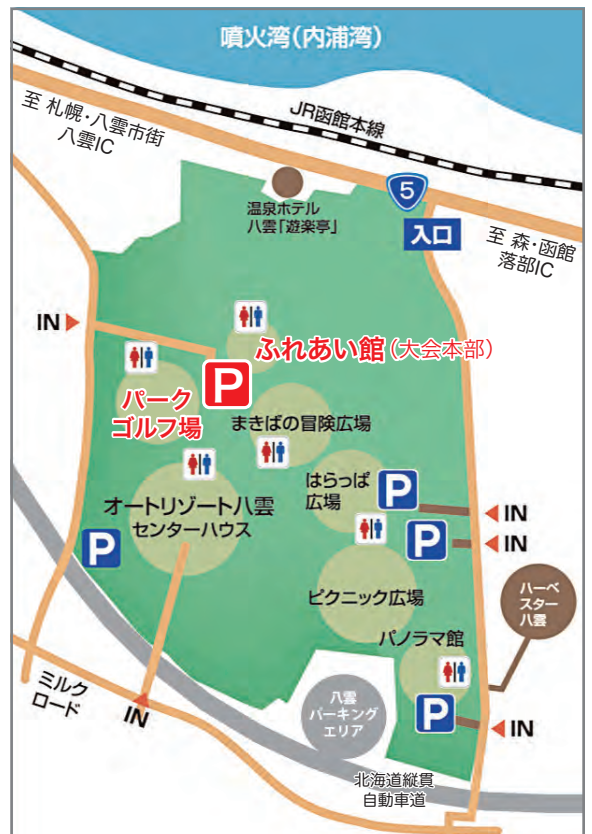 噴火湾(内浦湾)
JR函館本線
至 札幌・八雲市街
八雲IC
5
温泉ホテル
八雲「遊楽亭」
入口
至 森・函館
落部IC
IN
ふれあい館(大会本部)
P
パーク
ゴルフ場
まきばの冒険広場
はらっぱ
広場
P
IN
オートリゾート八雲
センターハウス
P
IN
P
ピクニック広場
ハーベ
スター
八雲
パノラマ館
ミルク
ロード
IN
八雲
パーキング
エリア
P
IN
北海道縦貫
自動車道